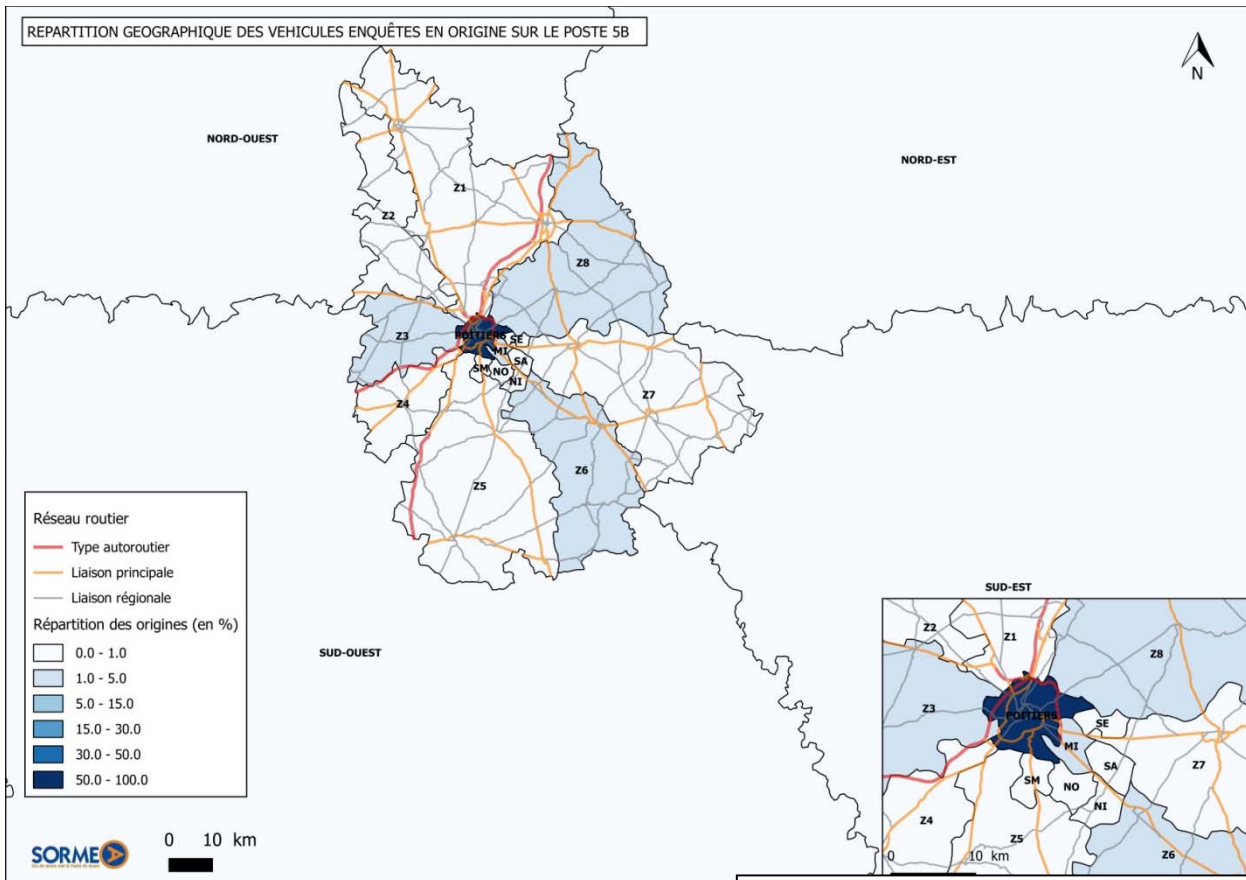 REPARTITION GEOGRAPHIQUE DES VEHICULES ENQUÊTES EN ORIGINE SUR LE POSTE 5B
N
NORD-OUEST
NORD-EST
Z1
Z2
Z8
Z3
POITIERS
SE
MI
SA
SM
NO
NI
Z4
Z7
Z6
Z5
Réseau routier
Type autoroutier
Liaison principale
Liaison régionale
Répartition des origines (en %)
0.0 - 1.0
1.0 - 5.0
5.0 - 15.0
15.0 - 30.0
30.0 - 50.0
50.0 - 100.0
SUD-OUEST
SUD-EST
Z2
Z1
Z8
Z3
POITIERS
SE
MI
SA
Z7
SM
NO
NI
Z4
Z5
Z6
0 10 km
0 10 km
SORME A